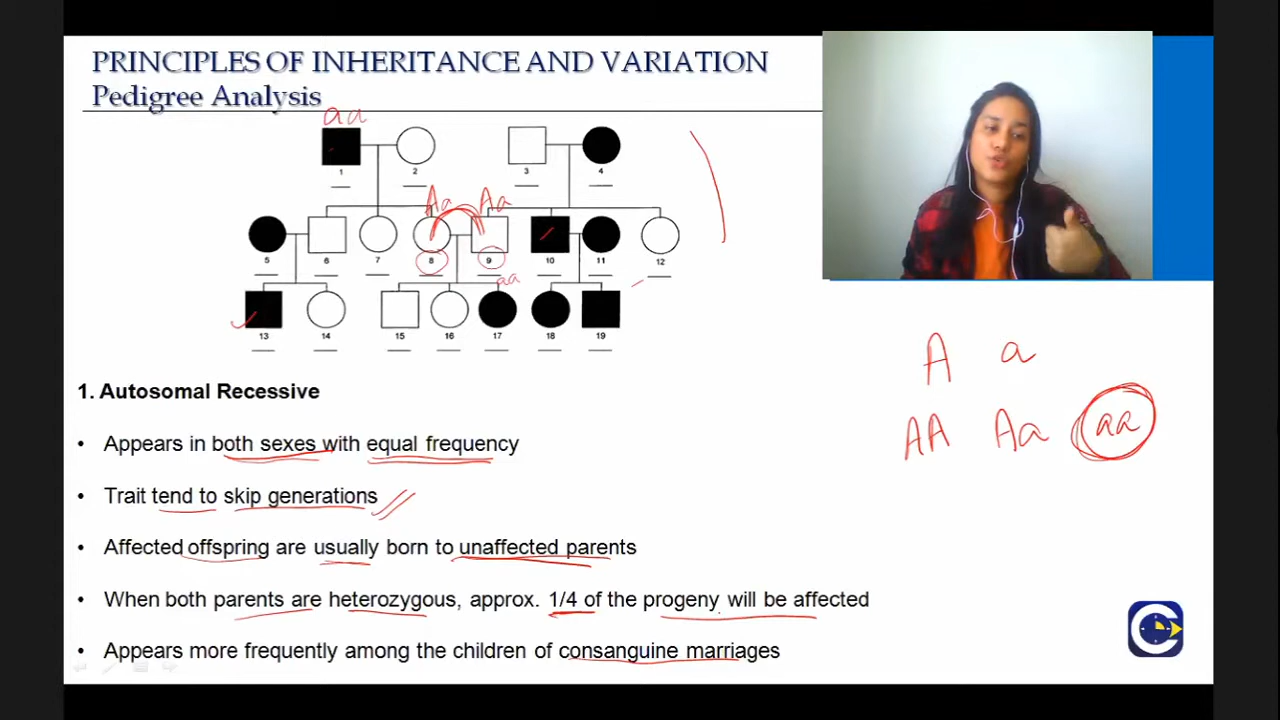 PRINCIPLES OF INHERITANCE AND VARIATION
Pedigree Analysis
aa
1 2 3 4
Aa Aa
5 6 7 8 9 10 11 12
aa
13 14 15 16 17 18 19
A a
AA Aa aa
1. Autosomal Recessive
• Appears in both sexes with equal frequency
• Trait tend to skip generations
• Affected offspring are usually born to unaffected parents
• When both parents are heterozygous, approx. 1/4 of the progeny will be affected
• Appears more frequently among the children of consanguine marriages